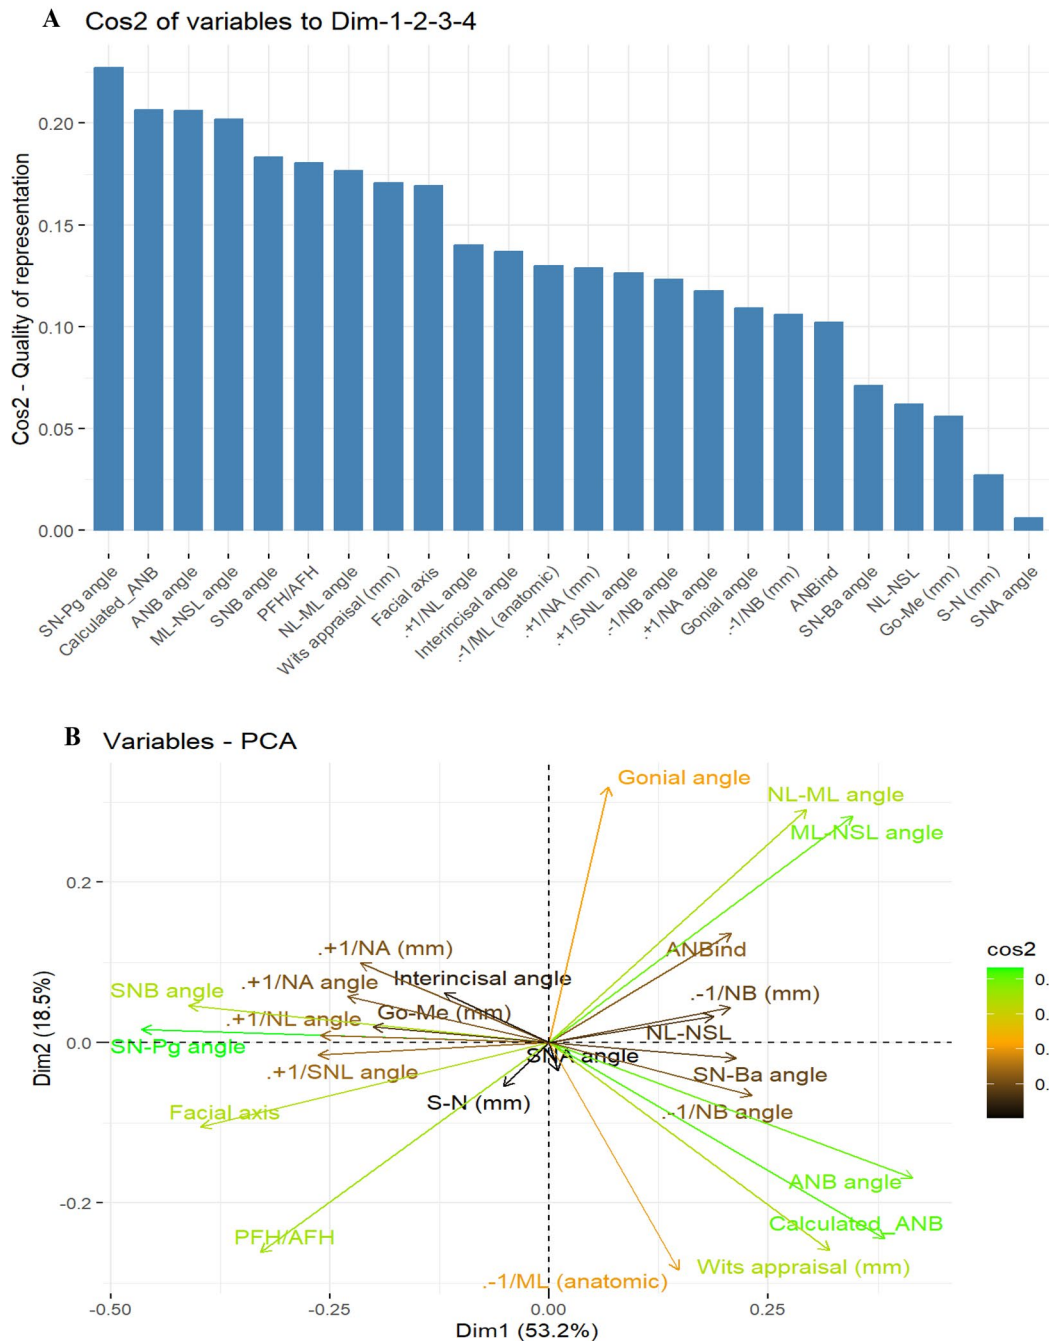 A Cos2 of variables to Dim-1-2-3-4
Cos2 - Quality of representation
0.20
0.15
0.10
0.05
0.00
SN-Pg angle
Calculated_ANB
ANB angle
ML-NSL angle
SNB angle
PFH/AFH
NL-ML angle
Wits appraisal (mm)
Facial axis
.+1/NL angle
Interincisal angle
.-1/ML (anatomic)
.+1/NA (mm)
.+1/SNL angle
.-1/NB angle
.+1/NA angle
Gonial angle
.-1/NB (mm)
ANBind
SN-Ba angle
NL-NSL
Go-Me (mm)
S-N (mm)
SNA angle
B Variables - PCA
Gonial angle
NL-ML angle
ML-NSL angle
.+1/NA (mm)
ANBind
Interincisal angle
.+1/NA angle
SNB angle
.-1/NB (mm)
Go-Me (mm)
.+1/NL angle
NL-NSL
SN-Pg angle
SNA angle
.+1/SNL angle
SN-Ba angle
S-N (mm)
Facial axis
.-1/NB angle
ANB angle
Calculated_ANB
PFH/AFH
Wits appraisal (mm)
.-1/ML (anatomic)
Dim2 (18.5%)
0.2
0.0
-0.2
-0.50
-0.25
0.00
0.25
Dim1 (53.2%)
cos2
0.
0.
0.
0.